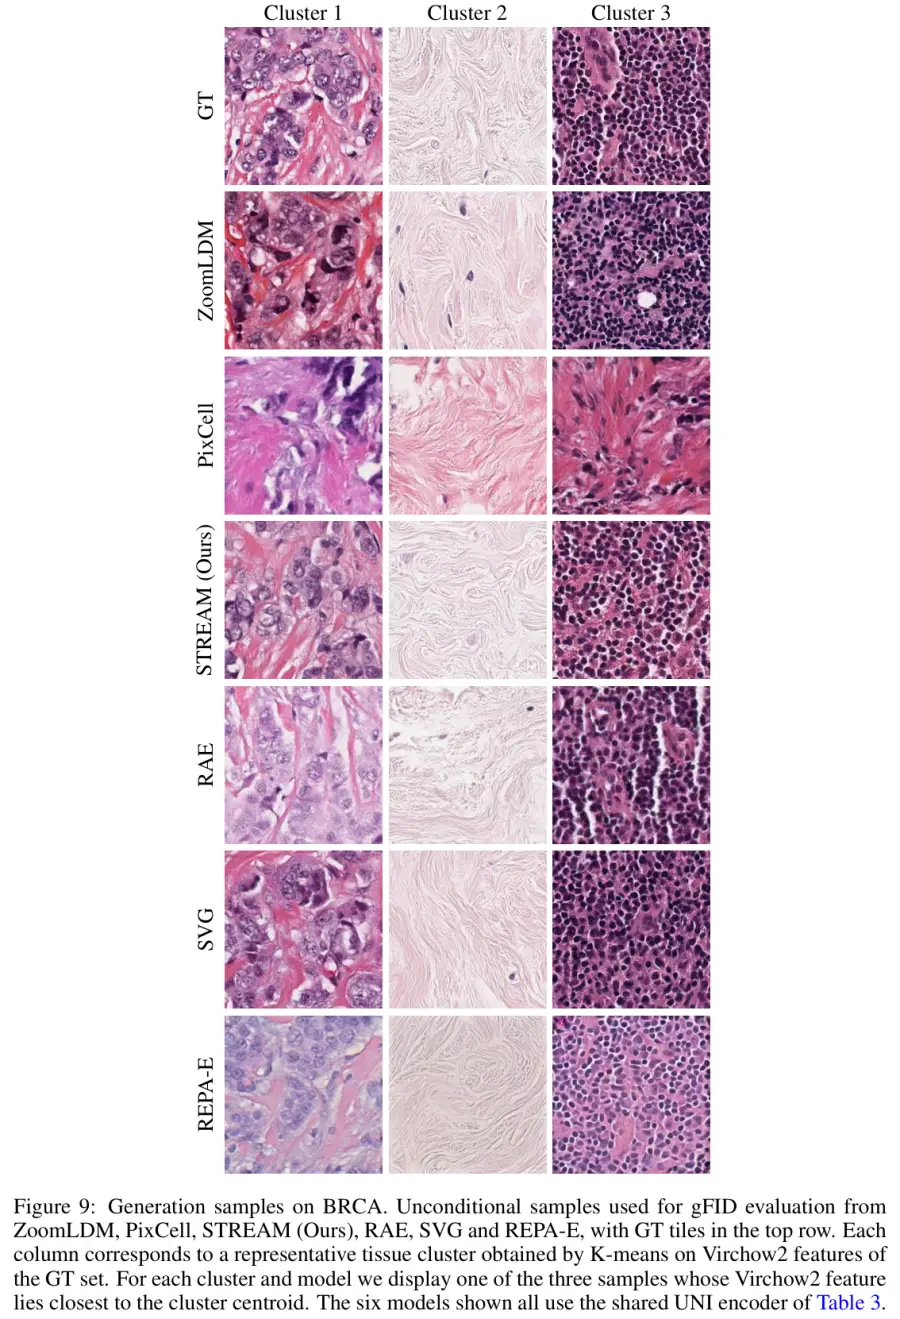 Cluster 1 Cluster 2 Cluster 3
GT
ZoomLDM
PixCell
STREAM (Ours)
RAE
SVG
REPA-E
Figure 9: Generation samples on BRCA. Unconditional samples used for gFID evaluation from
ZoomLDM, PixCell, STREAM (Ours), RAE, SVG and REPA-E, with GT tiles in the top row. Each
column corresponds to a representative tissue cluster obtained by K-means on Virchow2 features of
the GT set. For each cluster and model we display one of the three samples whose Virchow2 feature
lies closest to the cluster centroid. The six models shown all use the shared UNI encoder of Table 3.